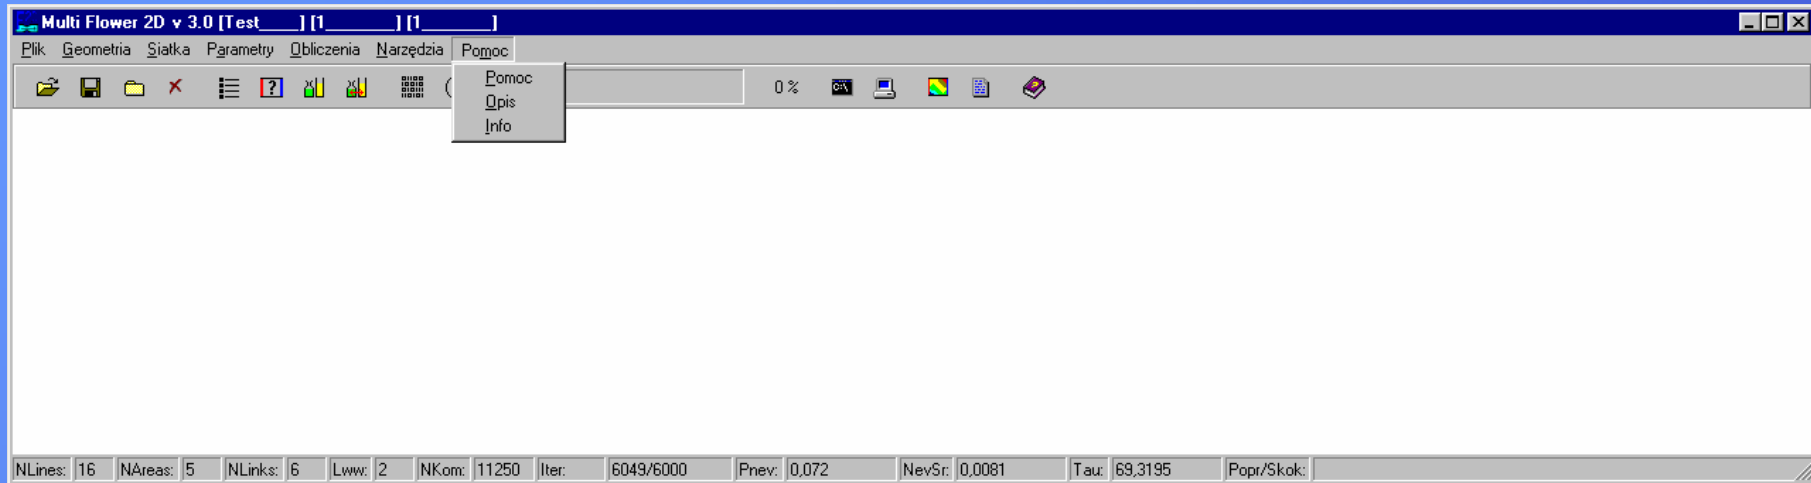 Multi Flower 2D v 3.0 [Test____] [1________] [1________]
Plik Geometria Siatka Parametry Obliczenia Narzędzia Pomoc
0 %
Pomoc
Opis
Info
NLines: 16 NAreas: 5 NLinks: 6 Lww: 2 NKom: 11250 Iter: 6049/6000 Pnev: 0,072 NevSr: 0,0081 Tau: 69,3195 Popr/Skok: